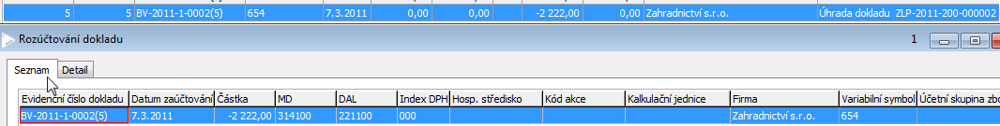 5 5 BV-2011-1-0002(5) 654 7.3.2011 0,00 0,00 -2 222,00 0,00 Zahradnictví s.r.o. Úhrada dokladu ZLP-2011-200-000002
Rozúčtování dokladu 1
Seznam Detail
Evidenční číslo dokladu Datum zaúčtování Částka MD DAL Index DPH Hosp. středisko Kód akce Kalkulační jednice Firma Variabilní symbol Účetní skupina zbo
BV-2011-1-0002(5) 7.3.2011 -2 222,00 314100 221100 000 Zahradnictví s.r.o. 654